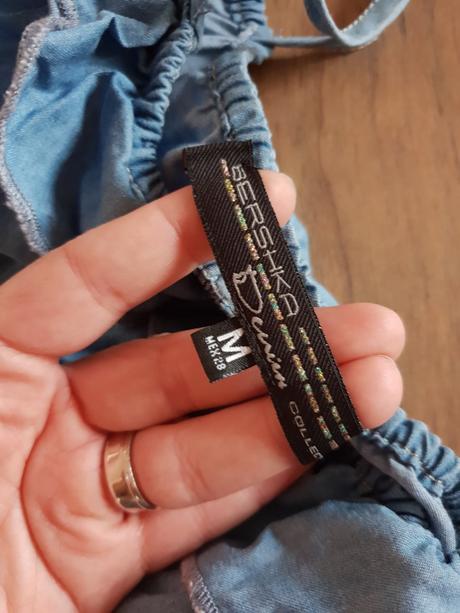 BERSHKA
Denim
COLLEC
M
MEX 28